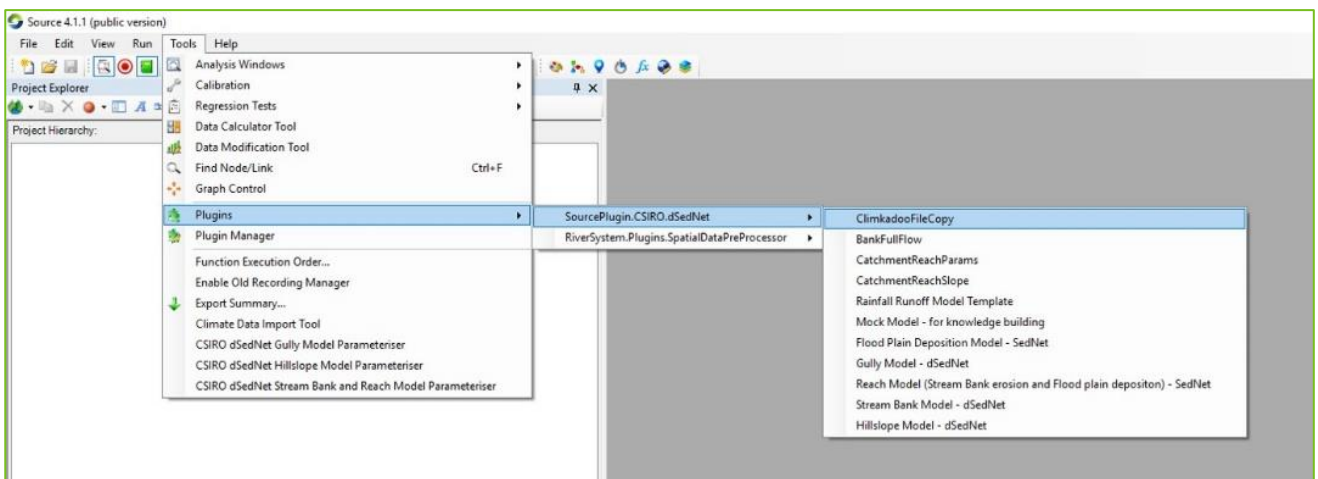 Source 4.1.1 (public version)
File Edit View Run Tools Help
Project Explorer
Project Hierarchy:
Analysis Windows
Calibration
Regression Tests
Data Calculator Tool
Data Modification Tool
Find Node/Link Ctrl+F
Graph Control
Plugins
Plugin Manager
Function Execution Order...
Enable Old Recording Manager
Export Summary...
Climate Data Import Tool
CSIRO dSedNet Gully Model Parameteriser
CSIRO dSedNet Hillslope Model Parameteriser
CSIRO dSedNet Stream Bank and Reach Model Parameteriser
SourcePlugin.CSIRO.dSedNet
RiverSystem.Plugins.SpatialDataPreProcessor
ClimkadooFileCopy
BankFullFlow
CatchmentReachParams
CatchmentReachSlope
Rainfall Runoff Model Template
Mock Model - for knowledge building
Flood Plain Deposition Model - SedNet
Gully Model - dSedNet
Reach Model (Stream Bank erosion and Flood plain depositon) - SedNet
Stream Bank Model - dSedNet
Hillslope Model - dSedNet